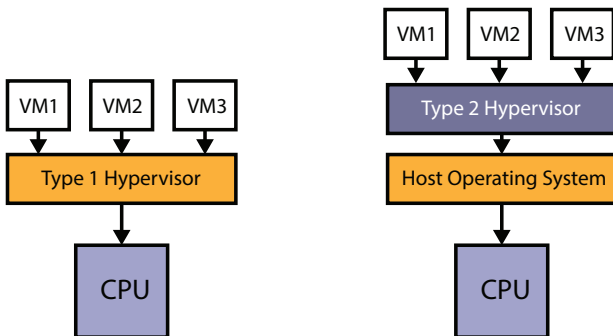 VM1 VM2 VM3
Type 1 Hypervisor
CPU
VM1 VM2 VM3
Type 2 Hypervisor
Host Operating System
CPU